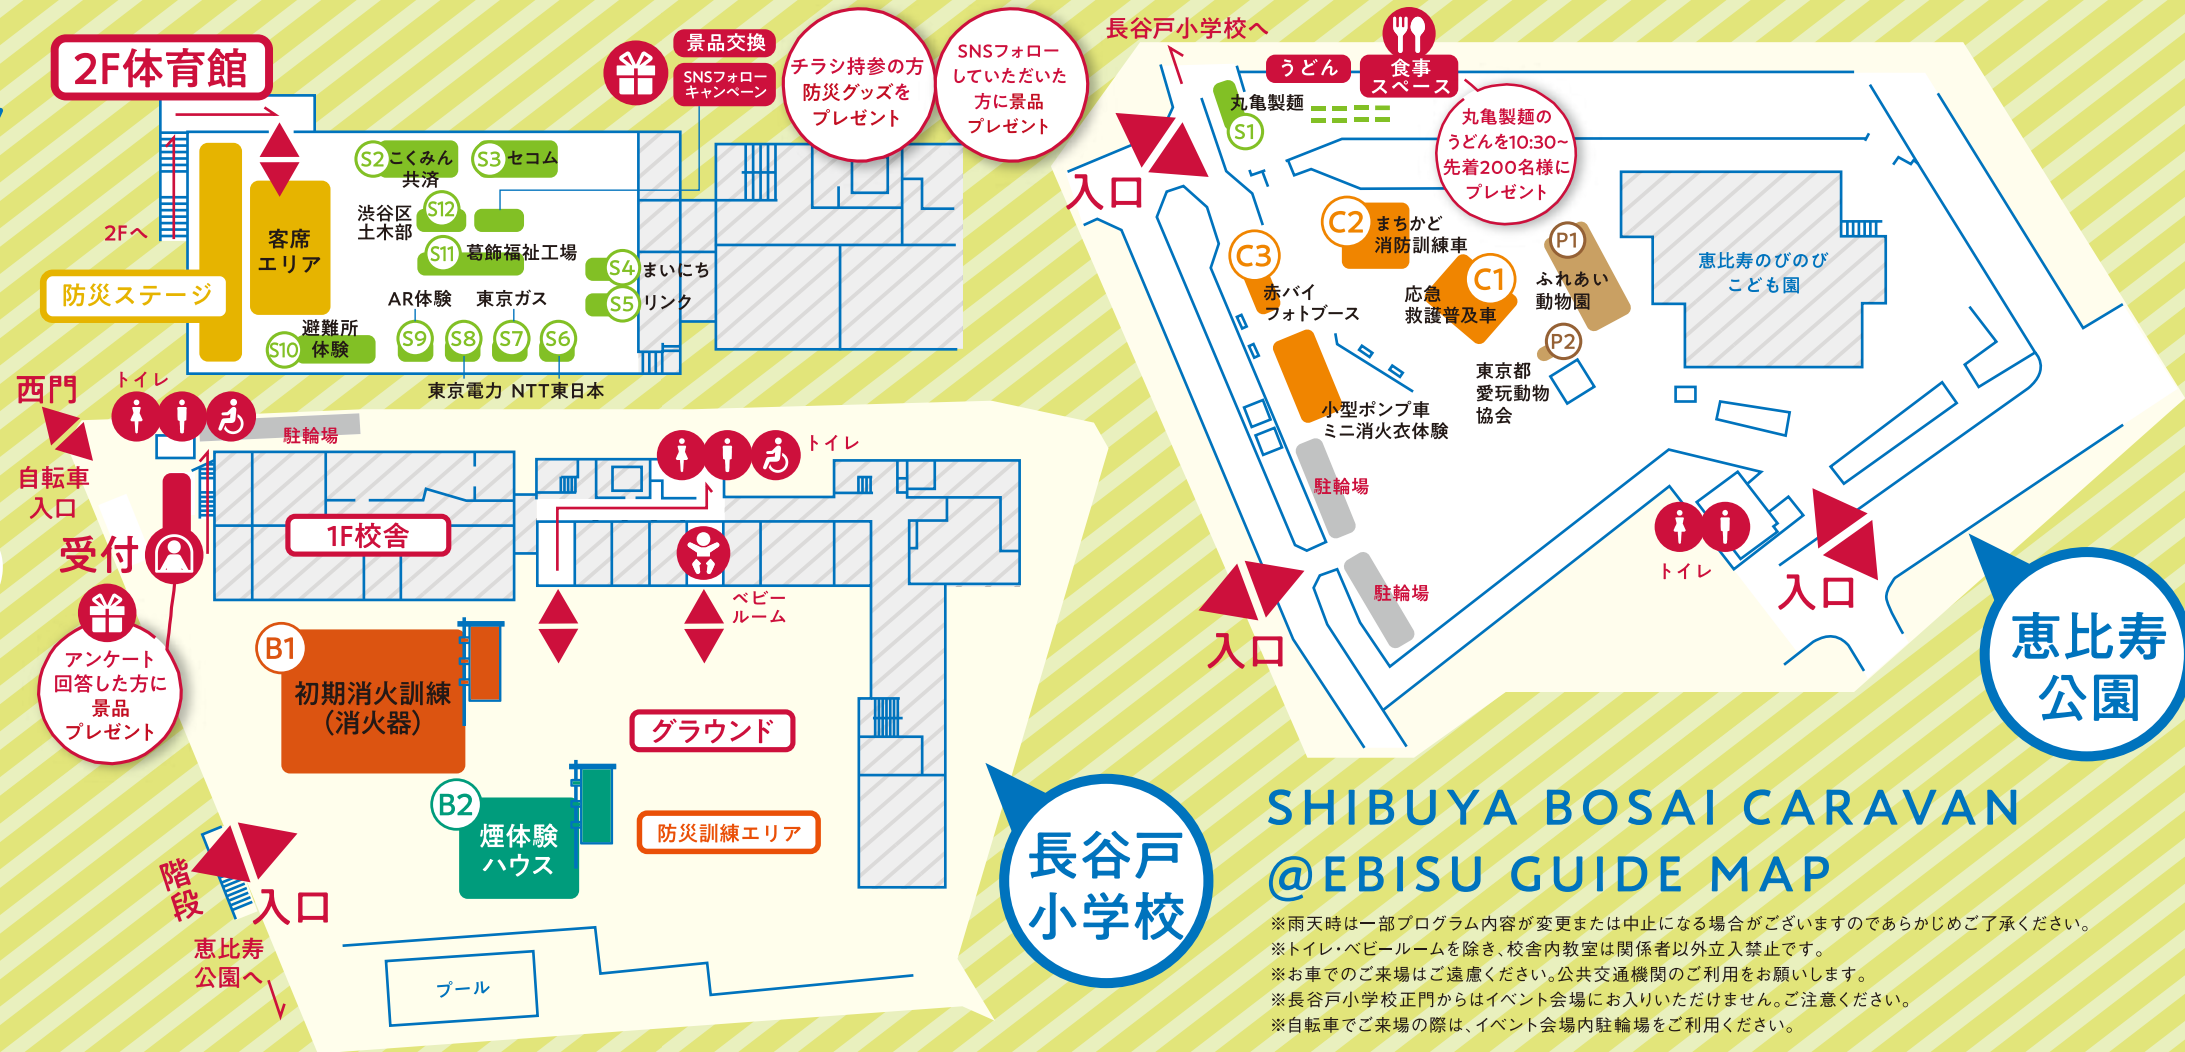 2F体育館
景品交換
SNSフォロー
キャンペーン
チラシ持参の方
防災グッズを
プレゼント
SNSフォロー
していただいた
方に景品
プレゼント
S2 こくみん
共済
S3 セコム
渋谷区
土木部
S12
S11 葛飾福祉工場
S4 まいにち
S5 リンク
2Fへ
客席
エリア
防災ステージ
AR体験
東京ガス
避難所
体験
S10
S9
S8
S7
S6
東京電力
NTT東日本
西門
トイレ
駐輪場
自転車
入口
受付
1F校舎
トイレ
ベビー
ルーム
アンケート
回答した方に
景品
プレゼント
B1
初期消火訓練
(消火器)
グラウンド
B2
煙体験
ハウス
防災訓練エリア
階段
入口
恵比寿
公園へ
プール
長谷戸
小学校
長谷戸小学校へ
うどん
食事
スペース
丸亀製麺
S1
丸亀製麺の
うどんを10:30~
先着200名様に
プレゼント
入口
C2
まちかど
消防訓練車
C3
赤バイ
フォトブース
C1
応急
救護普及車
P1
ふれあい
動物園
P2
東京都
愛玩動物
協会
恵比寿のびのび
こども園
小型ポンプ車
ミニ消火衣体験
駐輪場
駐輪場
入口
トイレ
入口
恵比寿
公園
SHIBUYA BOSAI CARAVAN
@EBISU GUIDE MAP
※雨天時は一部プログラム内容が変更または中止になる場合がございますのであらかじめご了承ください。
※トイレ・ベビールームを除き、校舎内教室は関係者以外立入禁止です。
※お車でのご来場はご遠慮ください。公共交通機関のご利用をお願いします。
※長谷戸小学校正門からはイベント会場にお入りいただけません。ご注意ください。
※自転車でご来場の際は、イベント会場内駐輪場をご利用ください。